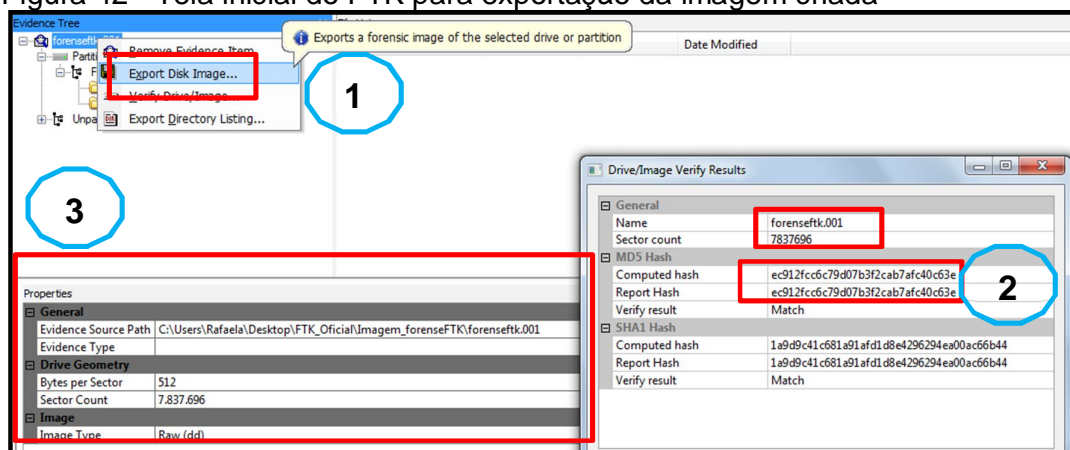 Figura 42 - Tela inicial do FTK para exportação da imagem criada
Evidence Tree
forenseftk.001
Remove Evidence Item
Exports a forensic image of the selected drive or partition
Date Modified
Export Disk Image...
Verify Drive/Image...
Export Directory Listing...
1
3
Drive/Image Verify Results
General
Name forenseftk.001
Sector count 7837696
MD5 Hash
Computed hash ec912fcc6c79d07b3f2cab7afc40c63e
Report Hash ec912fcc6c79d07b3f2cab7afc40c63e
Verify result Match
SHA1 Hash
Computed hash 1a9d9c41c681a91afd1d8e4296294ea00ac66b44
Report Hash 1a9d9c41c681a91afd1d8e4296294ea00ac66b44
Verify result Match
2
Properties
General
Evidence Source Path C:\Users\Rafaela\Desktop\FTK_Oficial\Imagem_forenseFTK\forenseftk.001
Evidence Type
Drive Geometry
Bytes per Sector 512
Sector Count 7.837.696
Image
Image Type Raw (dd)